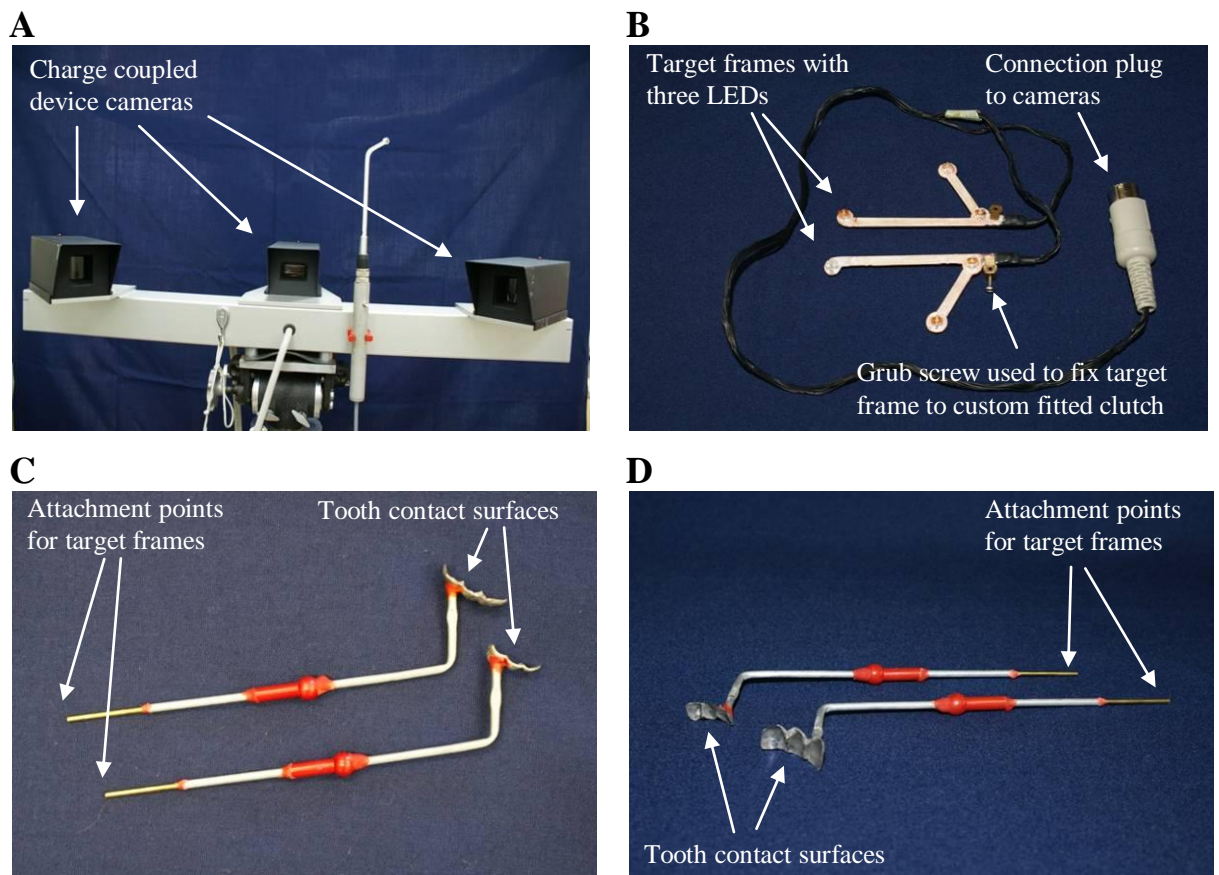 A
Charge coupled
device cameras
B
Target frames with
three LEDs
Connection plug
to cameras
Grub screw used to fix target
frame to custom fitted clutch
C
Attachment points
for target frames
Tooth contact surfaces
D
Attachment points
for target frames
Tooth contact surfaces